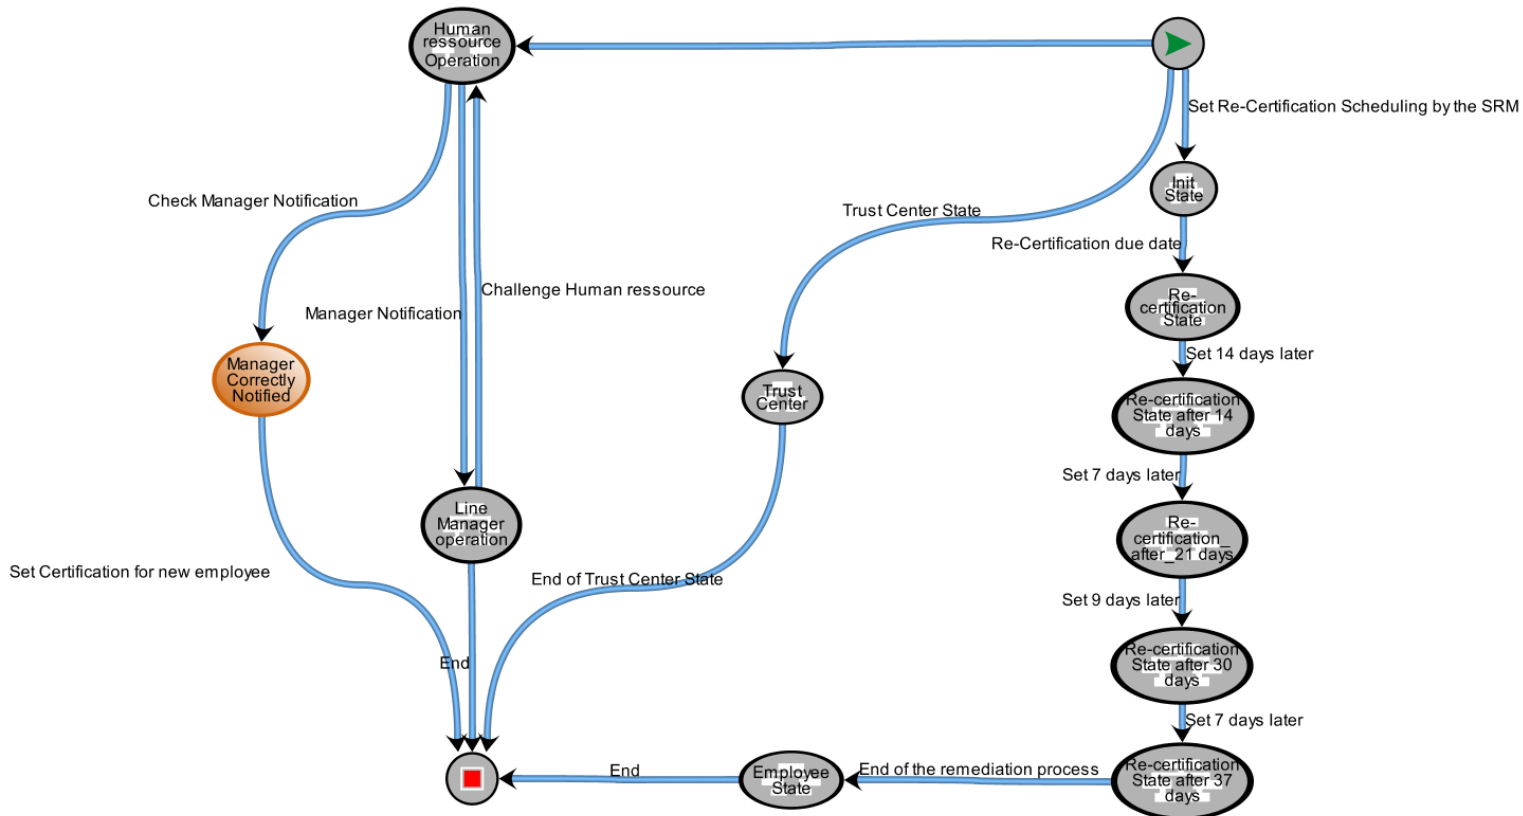 Human
ressource
Operation
Set Re-Certification Scheduling by the SRM
Init
State
Check Manager Notification
Trust Center State
Re-Certification due date
Challenge Human ressource
Manager Notification
Re-
certification
State
Set 14 days later
Manager
Correctly
Notified
Trust
Center
Re-certification
State after 14
days
Set 7 days later
Line
Manager
operation
Re-
certification_
after_21 days
Set Certification for new employee
End of Trust Center State
Set 9 days later
End
Re-certification
State after 30
days
Set 7 days later
End
Employee
State
End of the remediation process
Re-certification
State after 37
days